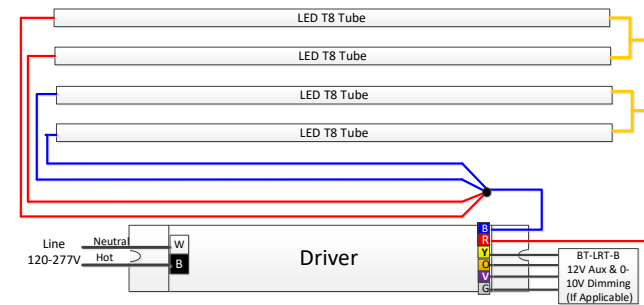 LED T8 Tube
LED T8 Tube
LED T8 Tube
LED T8 Tube
Line
120-277V
Neutral
Hot
W
B
Driver
B
R
Y
O
V
G
BT-LRT-B
12V Aux & 0-
10V Dimming
(If Applicable)